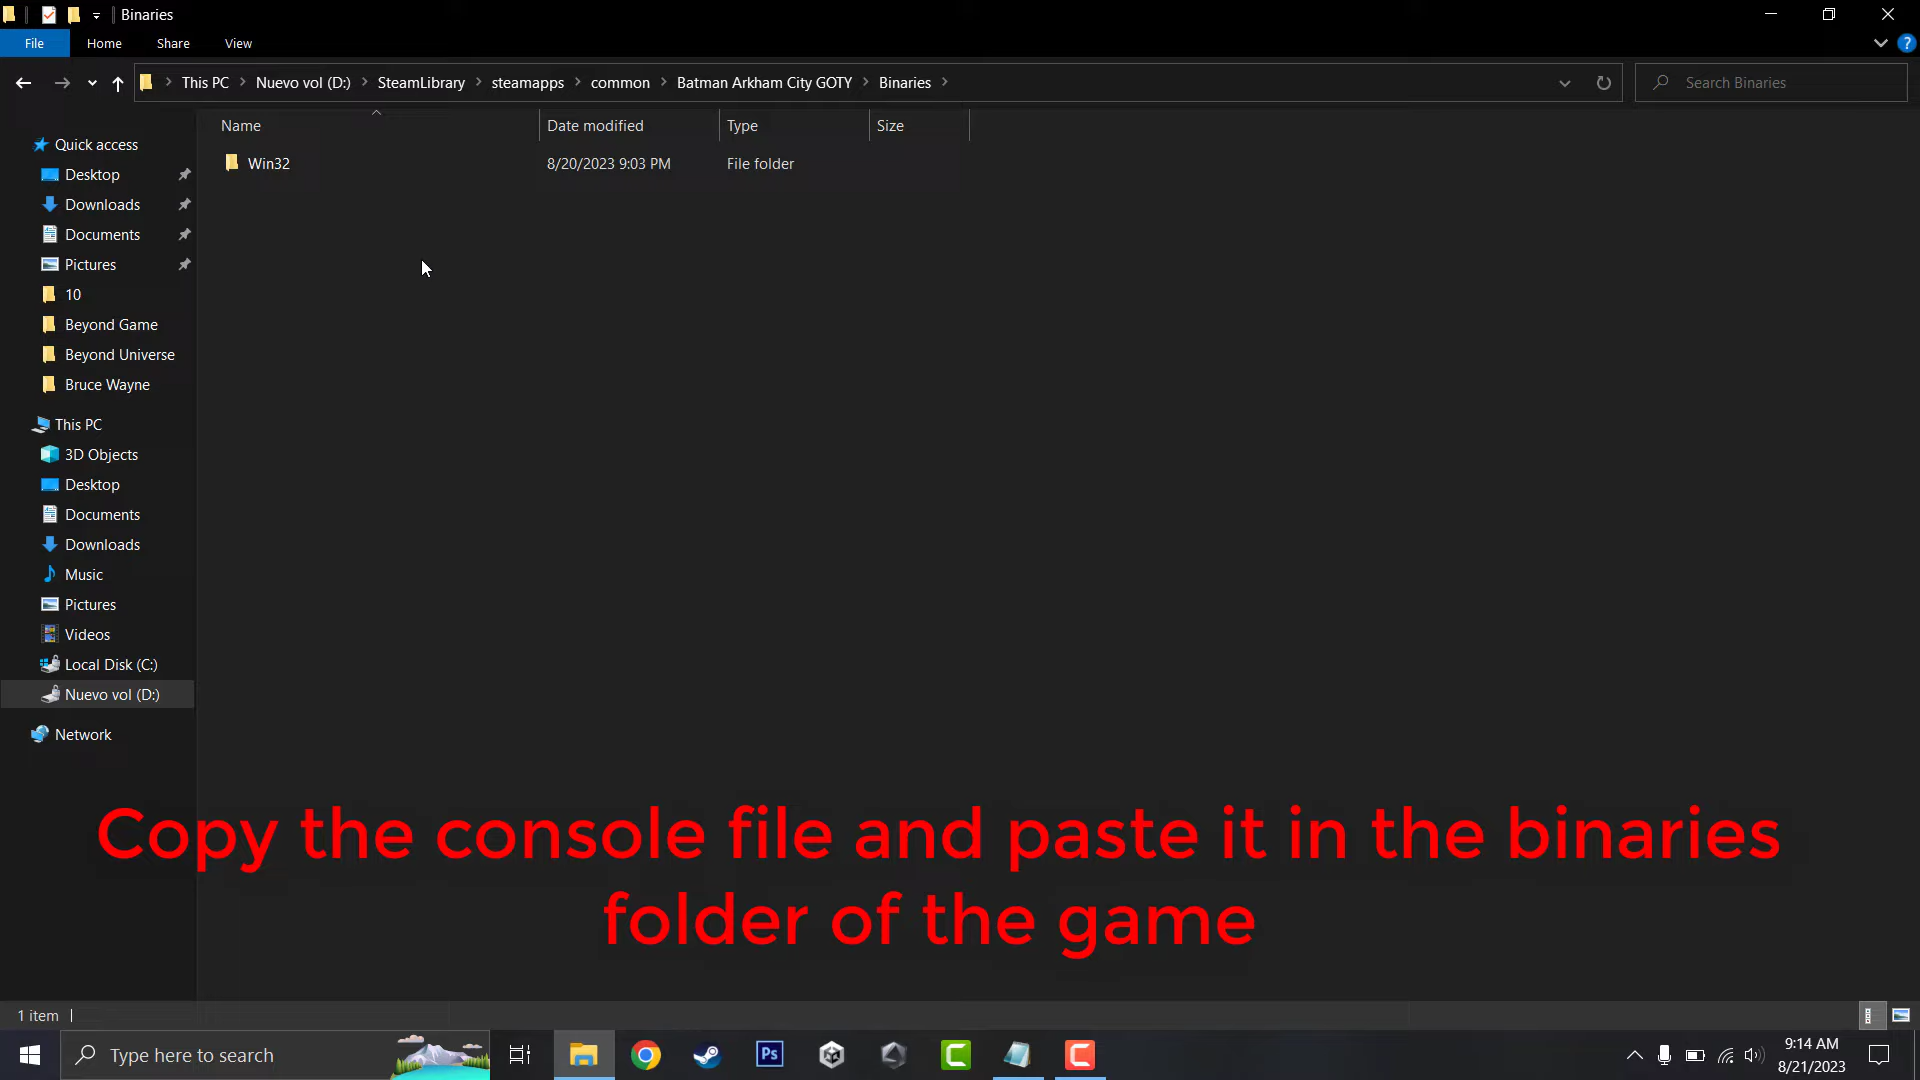 Binaries
File
Home
Share
View
This PC
Nuevo vol (D:)
SteamLibrary
steamapps
common
Batman Arkham City GOTY
Binaries
Search Binaries
Name
Date modified
Type
Size
Win32
8/20/2023 9:03 PM
File folder
Quick access
Desktop
Downloads
Documents
Pictures
10
Beyond Game
Beyond Universe
Bruce Wayne
This PC
3D Objects
Desktop
Documents
Downloads
Music
Pictures
Videos
Local Disk (C:)
Nuevo vol (D:)
Network
Copy the console file and paste it in the binaries
folder of the game
1 item
Type here to search
Ps
9:14 AM
8/21/2023